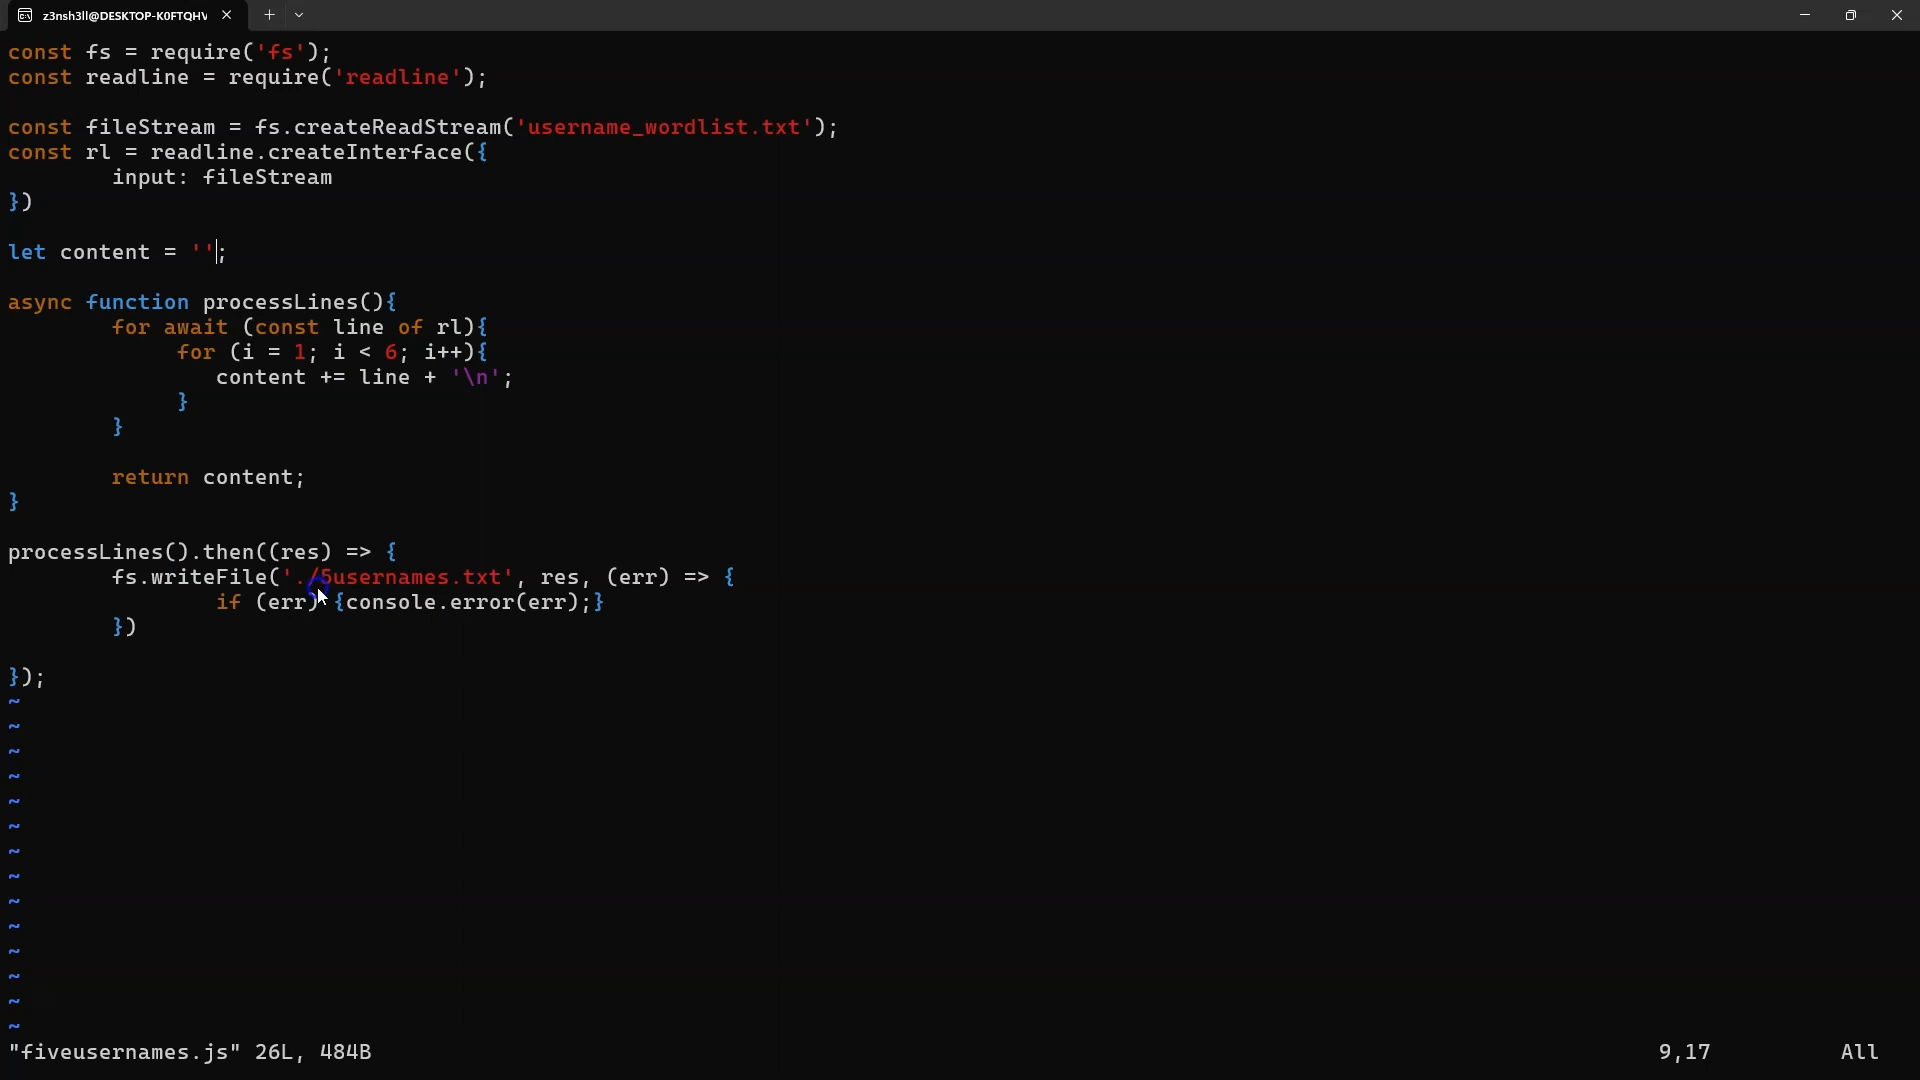 z3nsh3ll@DESKTOP-K0FTQHV
const fs = require('fs');
const readline = require('readline');
const fileStream = fs.createReadStream('username_wordlist.txt');
const rl = readline.createInterface({
        input: fileStream
})
let content = '';
async function processLines(){
        for await (const line of rl){
             for (i = 1; i < 6; i++){
                content += line + '\n';
             }
        }
        return content;
}
processLines().then((res) => {
        fs.writeFile('./5usernames.txt', res, (err) => {
                if (err) {console.error(err);}
        })
});
~
~
~
~
~
~
~
~
~
~
~
~
~
~
"fiveusernames.js" 26L, 484B 9,17 All